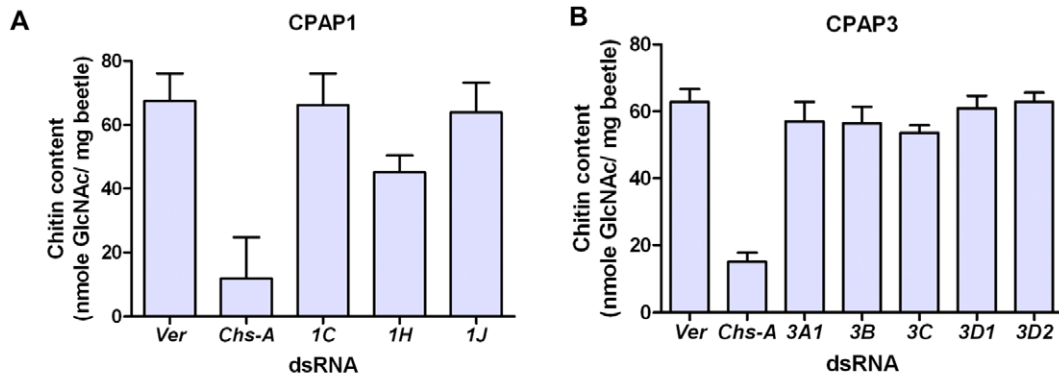 A
CPAP1
Chitin content
(nmole GlcNAc/ mg beetle)
80
60
40
20
0
Ver Chs-A 1C 1H 1J
dsRNA
B
CPAP3
Chitin content
(nmole GlcNAc/ mg beetle)
80
60
40
20
0
Ver Chs-A 3A1 3B 3C 3D1 3D2
dsRNA